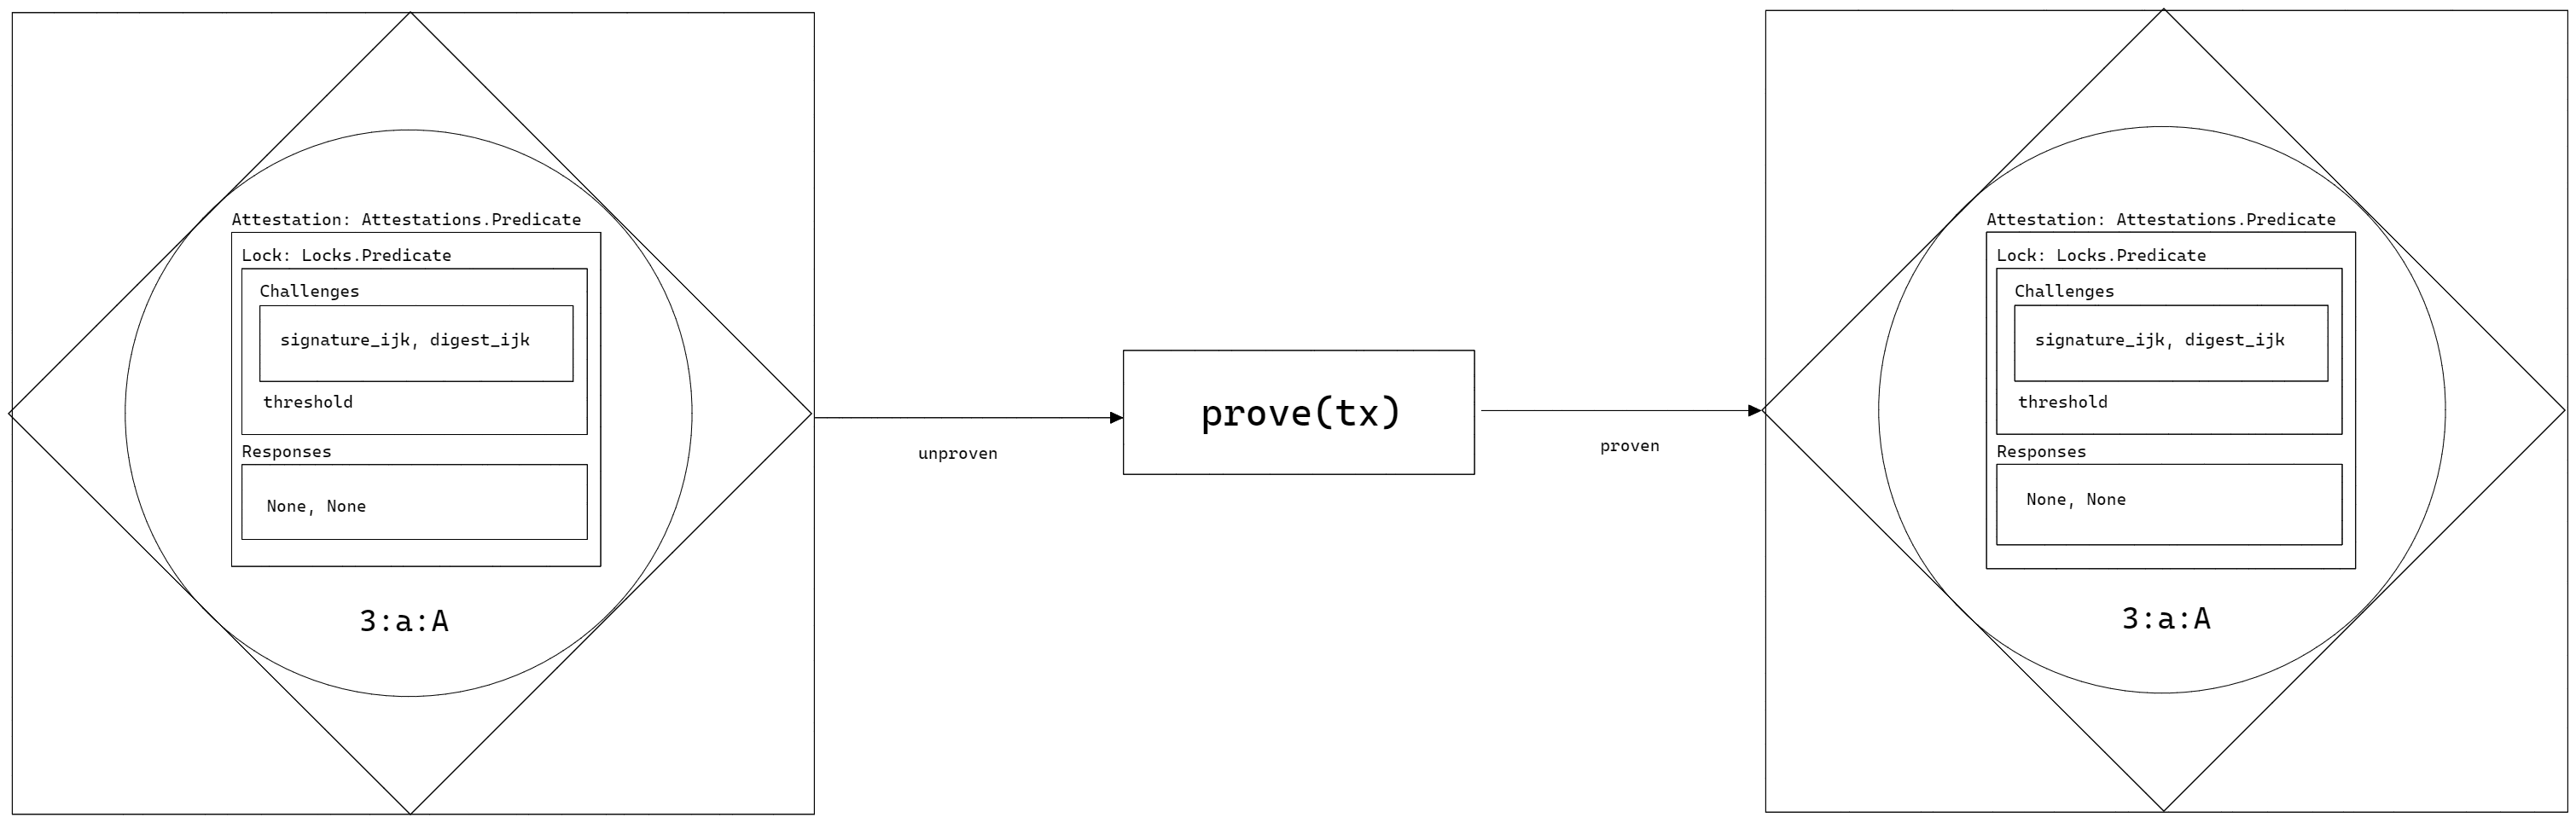 Attestation: Attestations.Predicate
Lock: Locks.Predicate
Challenges
signature_ijk, digest_ijk
threshold
Responses
None, None
3:a:A
unproven
prove(tx)
proven
Attestation: Attestations.Predicate
Lock: Locks.Predicate
Challenges
signature_ijk, digest_ijk
threshold
Responses
None, None
3:a:A